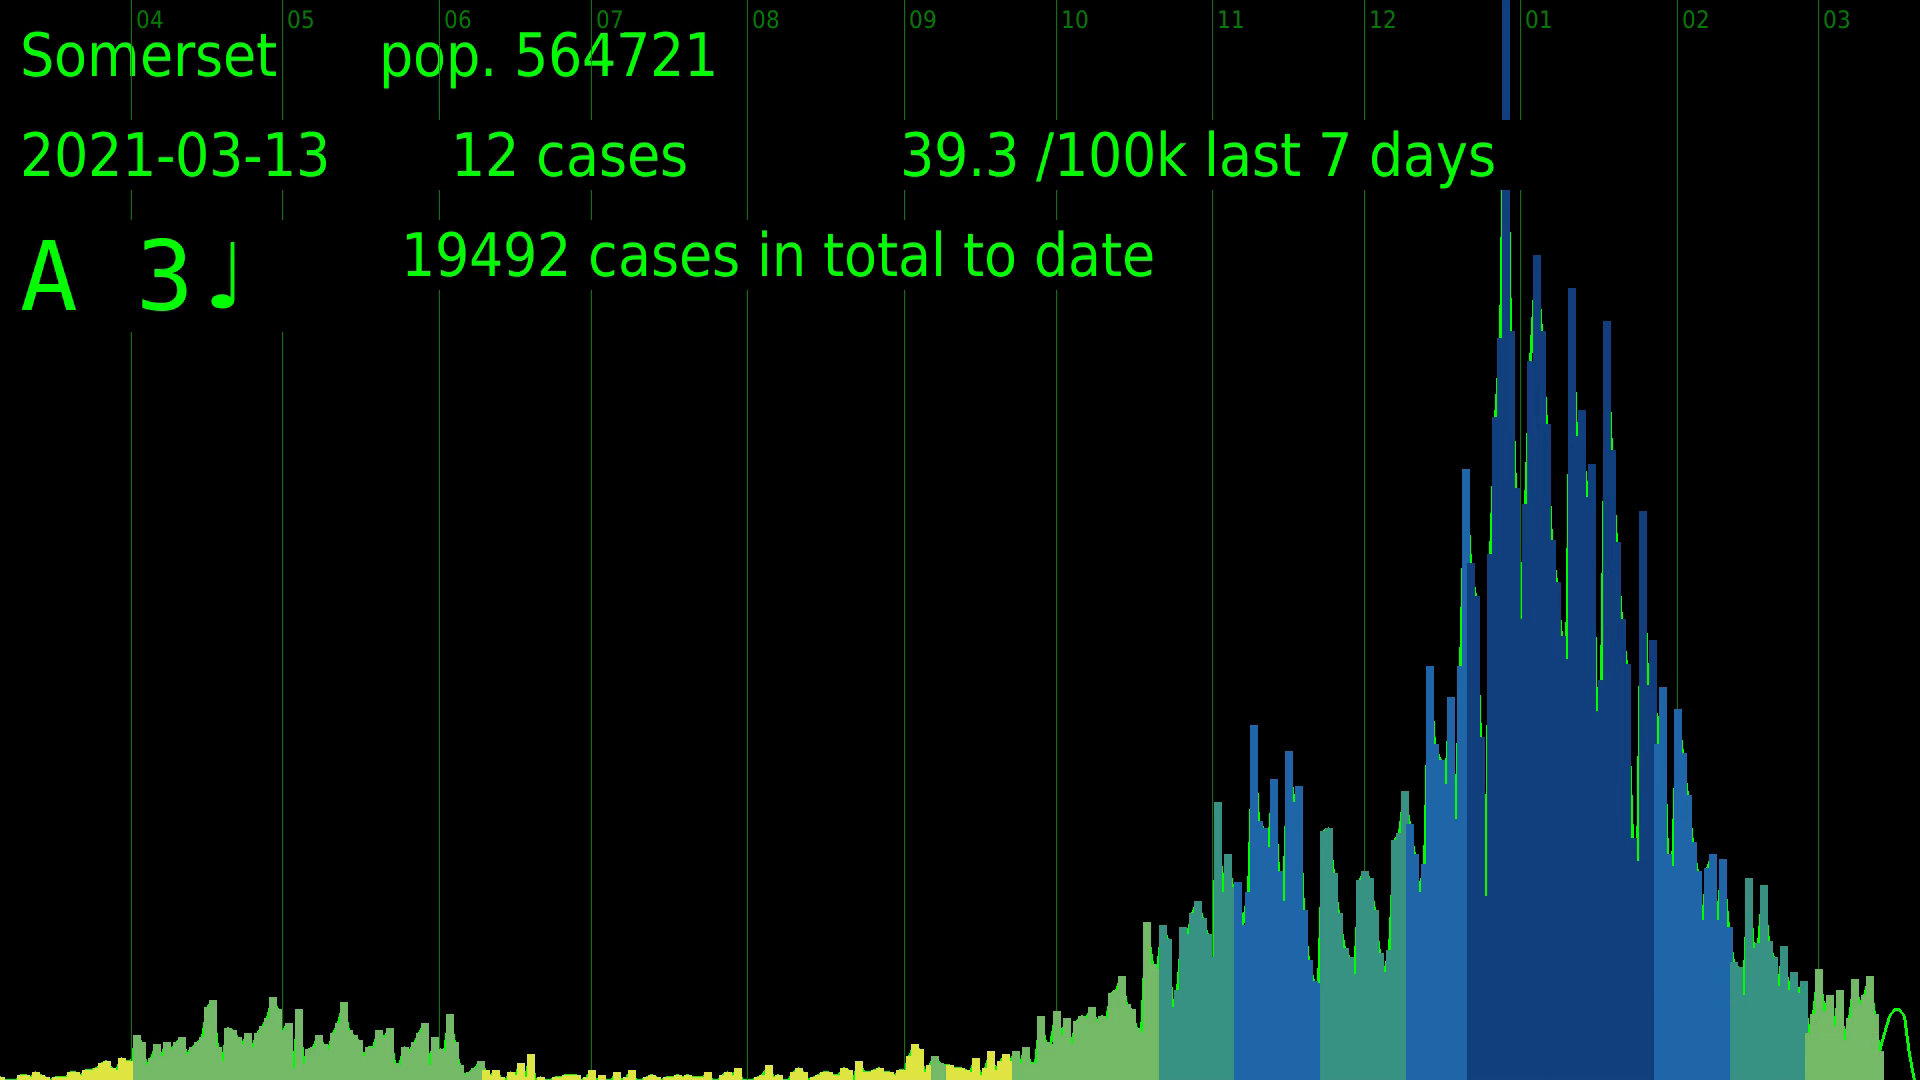 04 05 06 07 08 09 10 11 12 01 02 03
Somerset pop. 564721
2021-03-13 12 cases 39.3 /100k last 7 days
A 3♩ 19492 cases in total to date